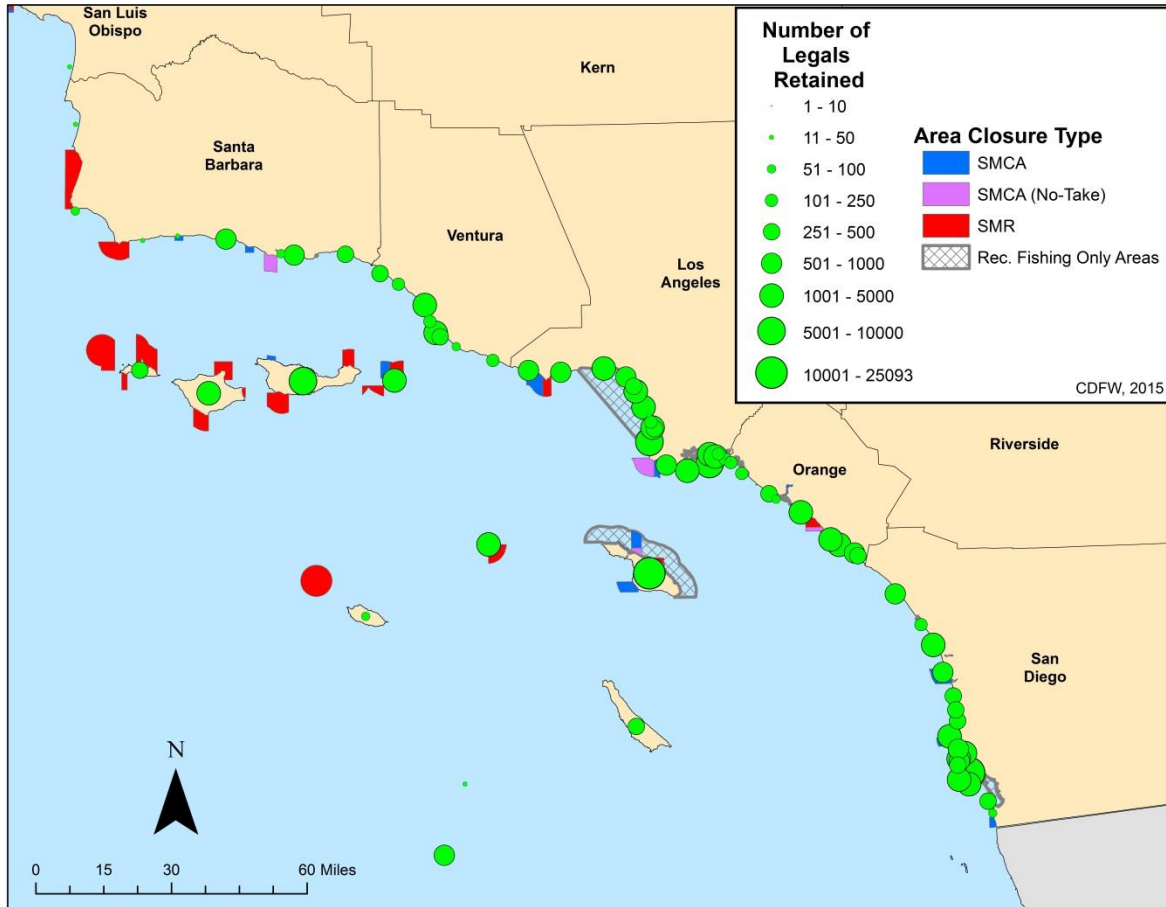 San Luis
Obispo
Kern
Santa
Barbara
Ventura
Los
Angeles
Number of
Legals
Retained
1 - 10
11 - 50
51 - 100
101 - 250
251 - 500
501 - 1000
1001 - 5000
5001 - 10000
10001 - 25093
Area Closure Type
SMCA
SMCA (No-Take)
SMR
Rec. Fishing Only Areas
CDFW, 2015
Riverside
Orange
San
Diego
N
0 15 30 60 Miles